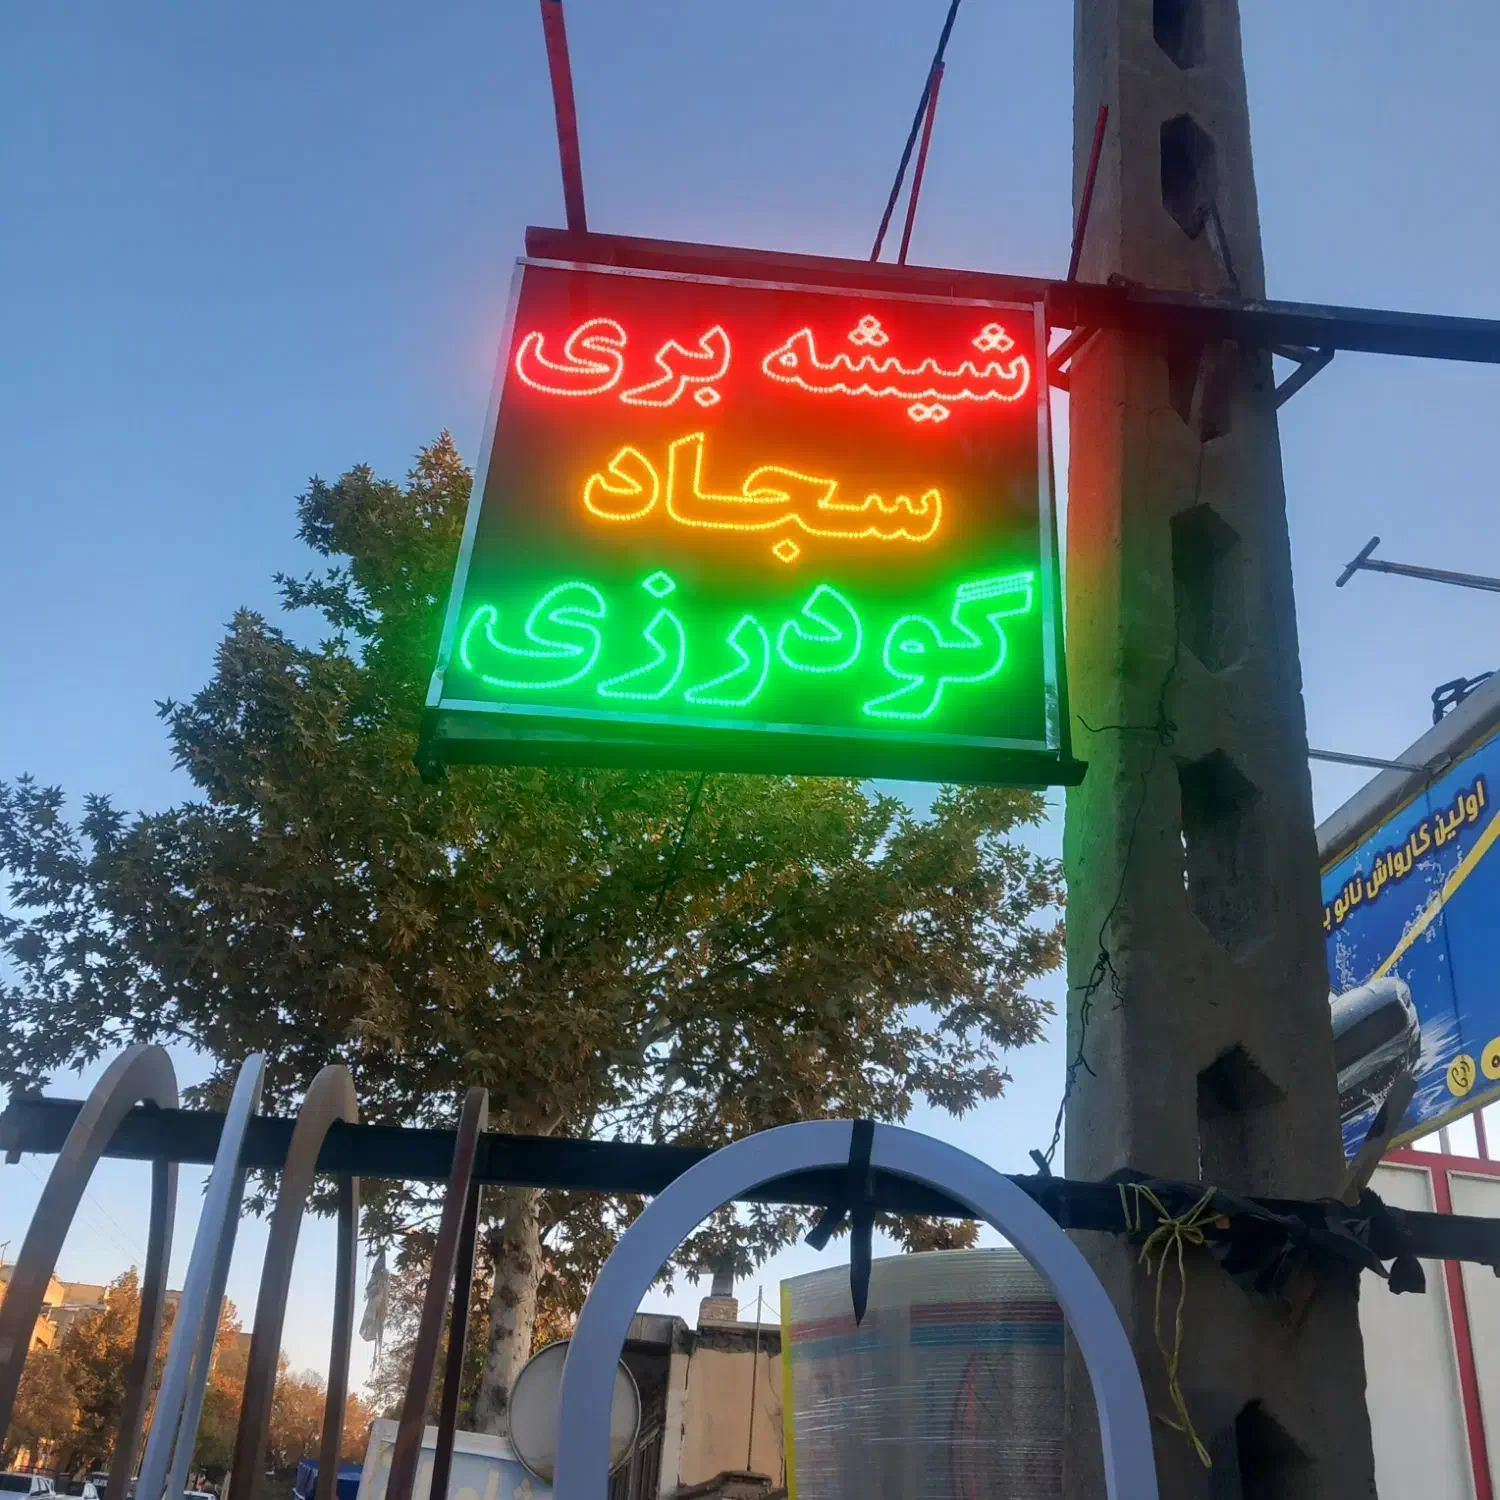 شیشه بری
سجاد
گودرزی
اولین کارواش نانو